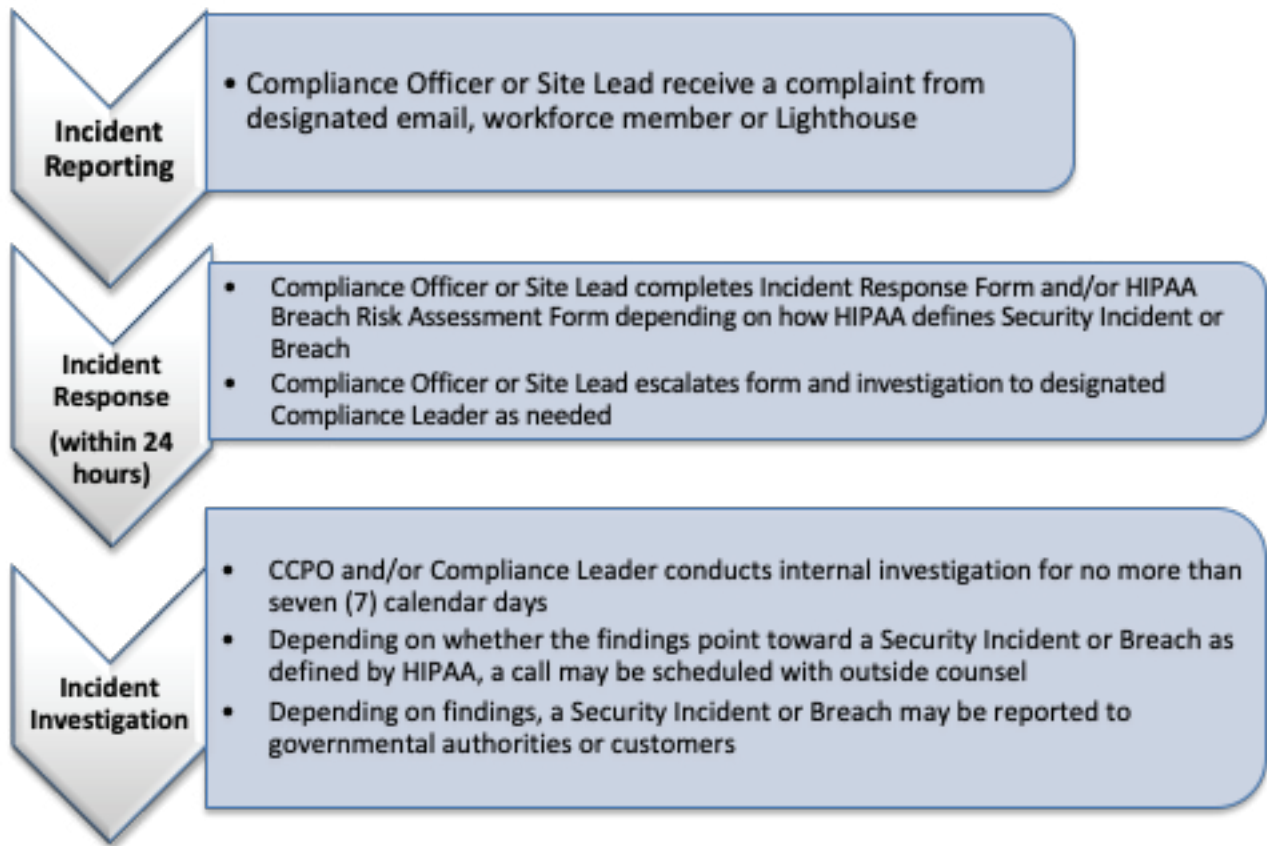 Incident
Reporting
• Compliance Officer or Site Lead receive a complaint from
designated email, workforce member or Lighthouse
Incident
Response
(within 24
hours)
• Compliance Officer or Site Lead completes Incident Response Form and/or HIPAA
Breach Risk Assessment Form depending on how HIPAA defines Security Incident or
Breach
• Compliance Officer or Site Lead escalates form and investigation to designated
Compliance Leader as needed
Incident
Investigation
• CCPO and/or Compliance Leader conducts internal investigation for no more than
seven (7) calendar days
• Depending on whether the findings point toward a Security Incident or Breach as
defined by HIPAA, a call may be scheduled with outside counsel
• Depending on findings, a Security Incident or Breach may be reported to
governmental authorities or customers